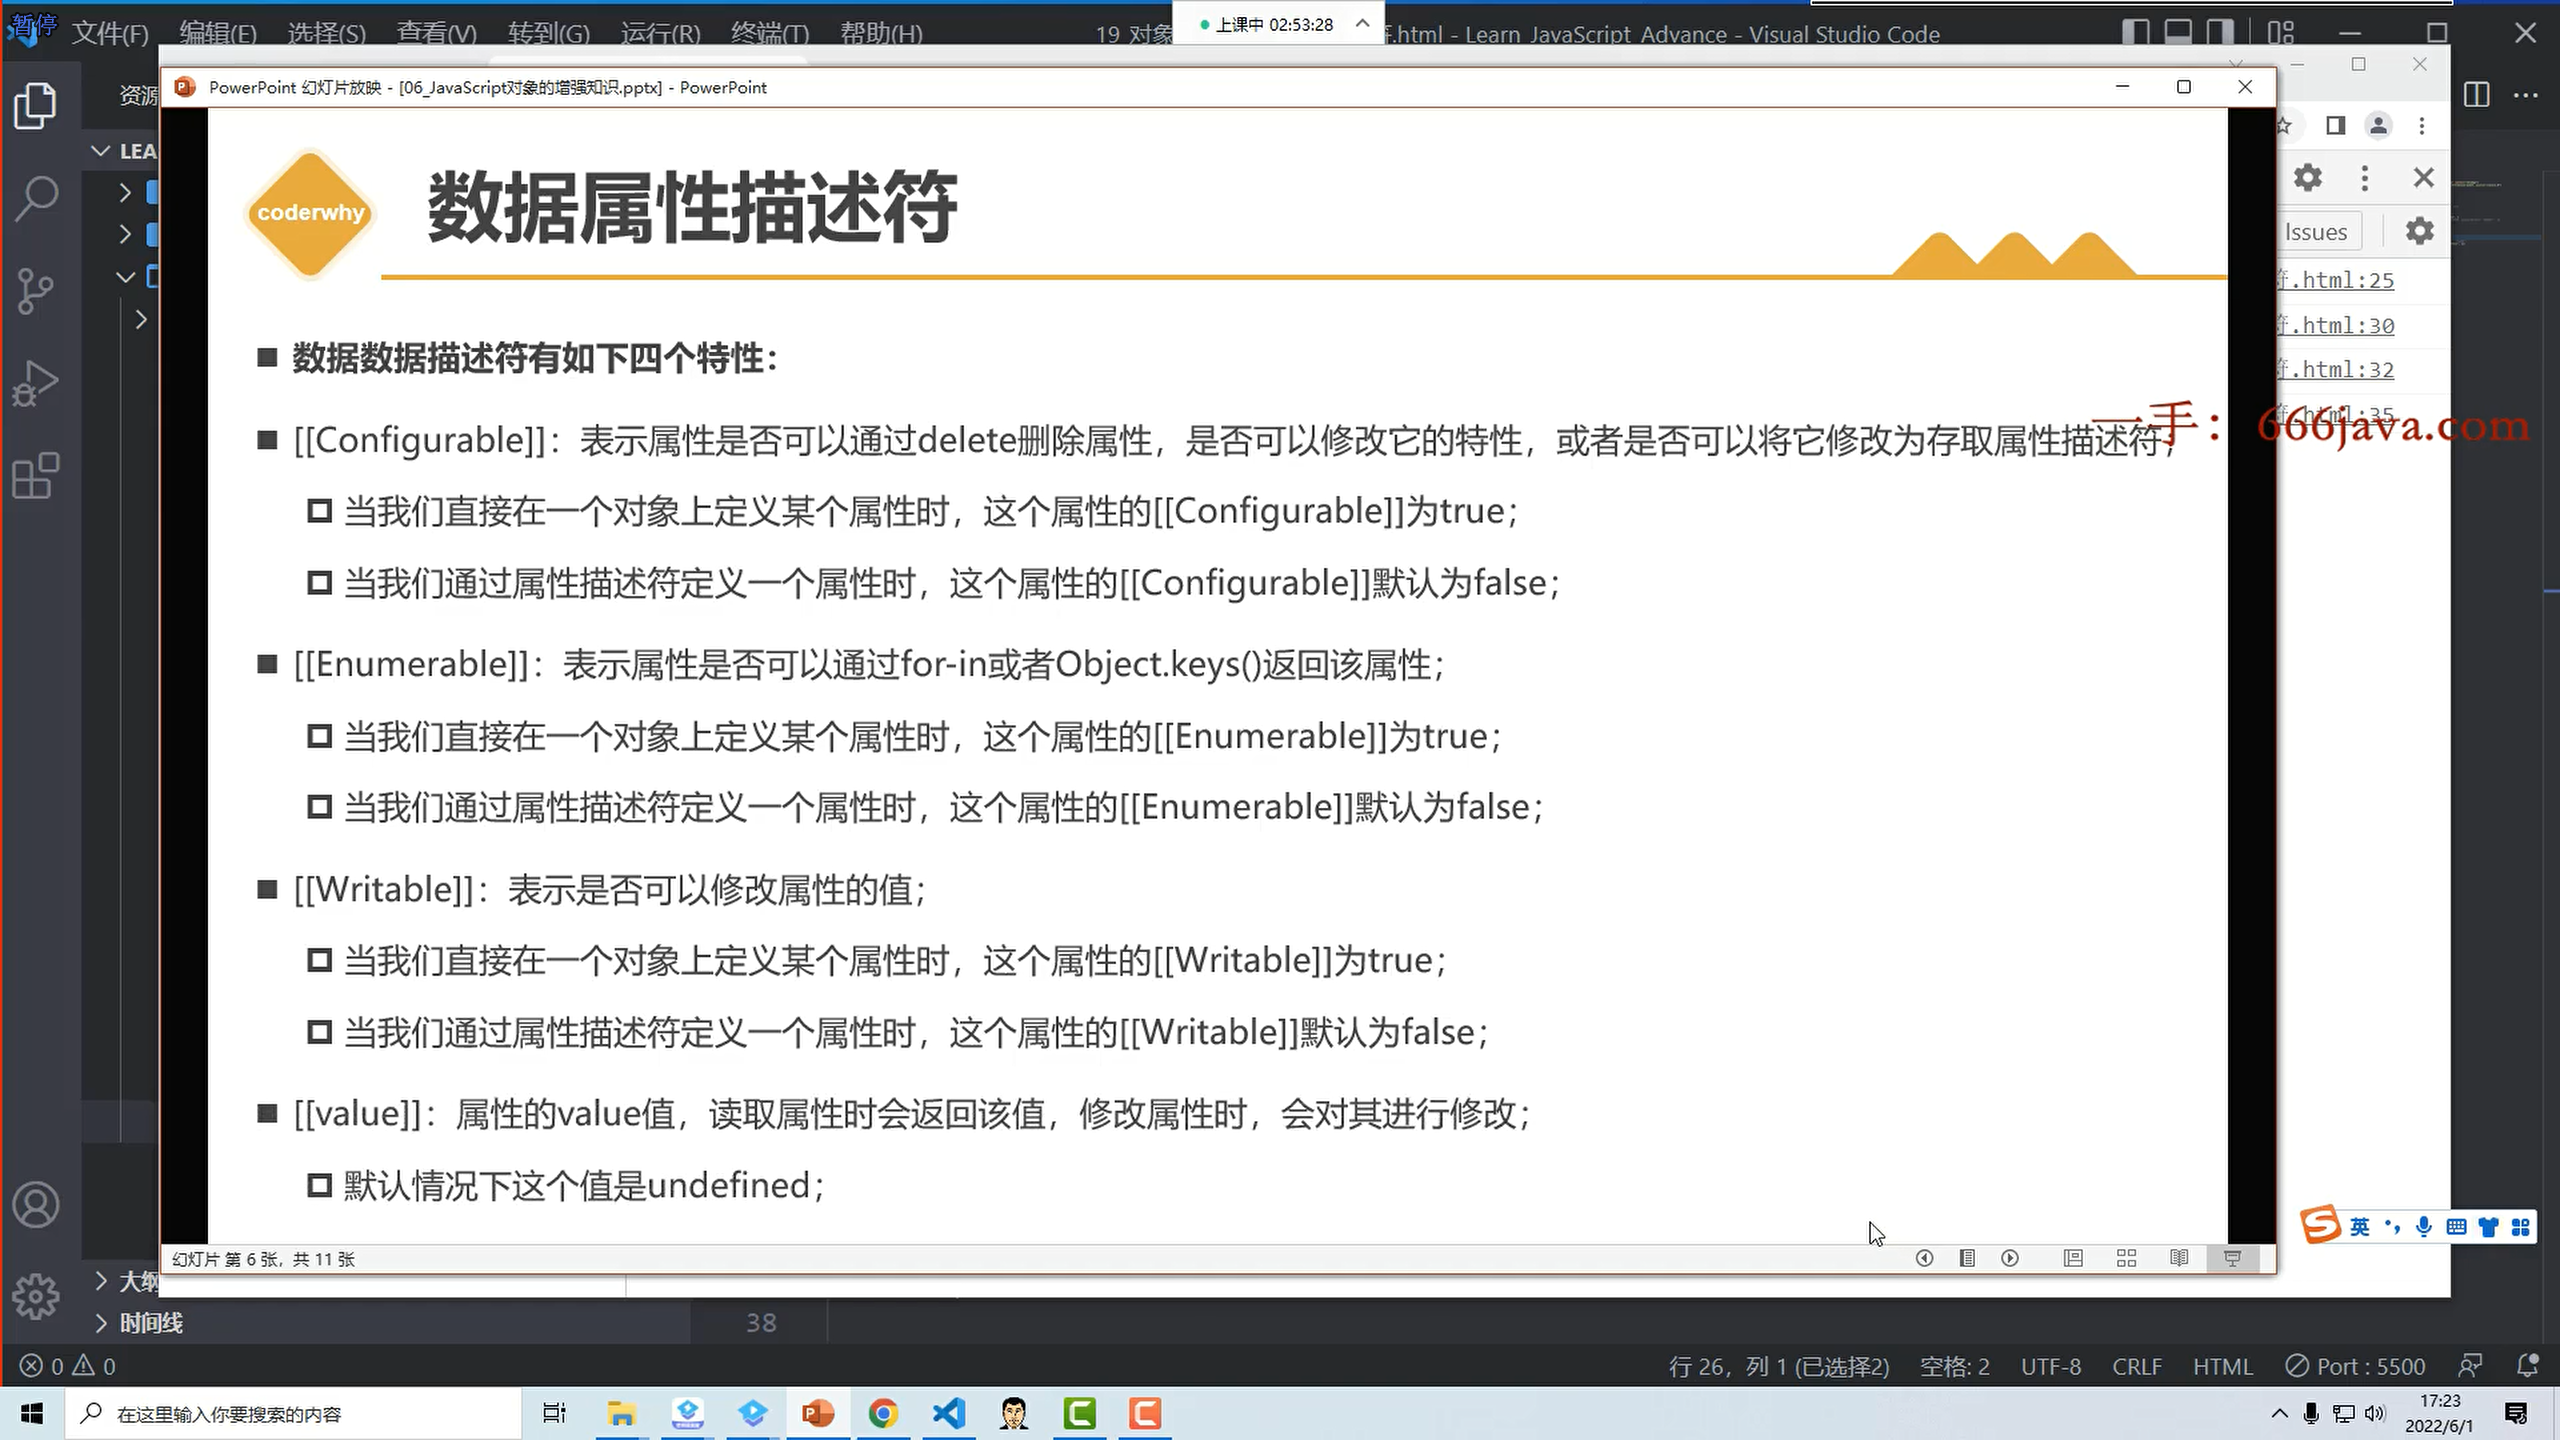 暂停
文件(F) 编辑(E) 选择(S) 查看(V) 转到(G) 运行(R) 终端(T) 帮助(H)
19 对象
上课中 02:53:28
.html - Learn JavaScript Advance - Visual Studio Code
PowerPoint 幻灯片放映 - [06_JavaScript对象的增强知识.pptx] - PowerPoint
资源
LEA
coderwhy
数据属性描述符
Issues
符.html:25
符.html:30
符.html:32
符.html:35
一手：666java.com
数据数据描述符有如下四个特性：
[[Configurable]]：表示属性是否可以通过delete删除属性，是否可以修改它的特性，或者是否可以将它修改为存取属性描述符；
当我们直接在一个对象上定义某个属性时，这个属性的[[Configurable]]为true；
当我们通过属性描述符定义一个属性时，这个属性的[[Configurable]]默认为false；
[[Enumerable]]：表示属性是否可以通过for-in或者Object.keys()返回该属性；
当我们直接在一个对象上定义某个属性时，这个属性的[[Enumerable]]为true；
当我们通过属性描述符定义一个属性时，这个属性的[[Enumerable]]默认为false；
[[Writable]]：表示是否可以修改属性的值；
当我们直接在一个对象上定义某个属性时，这个属性的[[Writable]]为true；
当我们通过属性描述符定义一个属性时，这个属性的[[Writable]]默认为false；
[[value]]：属性的value值，读取属性时会返回该值，修改属性时，会对其进行修改；
默认情况下这个值是undefined；
英
幻灯片 第 6 张，共 11 张
大纲
时间线
38
0 0
行 26，列 1 (已选择2) 空格: 2 UTF-8 CRLF HTML Port : 5500
在这里输入你要搜索的内容
17:23
2022/6/1